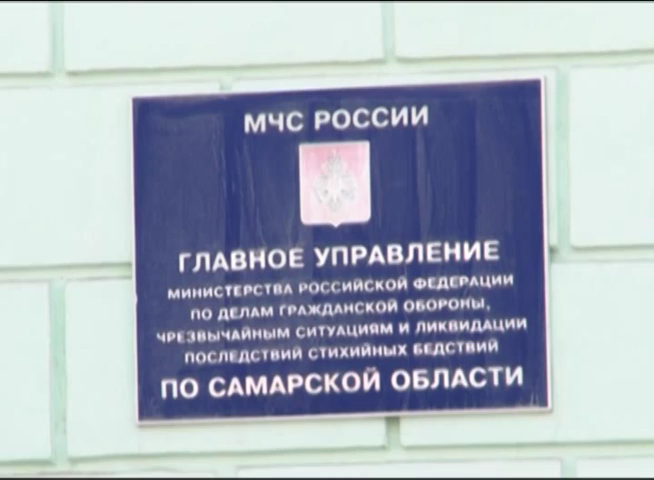 МЧС РОССИИ
ГЛАВНОЕ УПРАВЛЕНИЕ
МИНИСТЕРСТВА РОССИЙСКОЙ ФЕДЕРАЦИИ
ПО ДЕЛАМ ГРАЖДАНСКОЙ ОБОРОНЫ,
ЧРЕЗВЫЧАЙНЫМ СИТУАЦИЯМ И ЛИКВИДАЦИИ
ПОСЛЕДСТВИЙ СТИХИЙНЫХ БЕДСТВИЙ
ПО САМАРСКОЙ ОБЛАСТИ